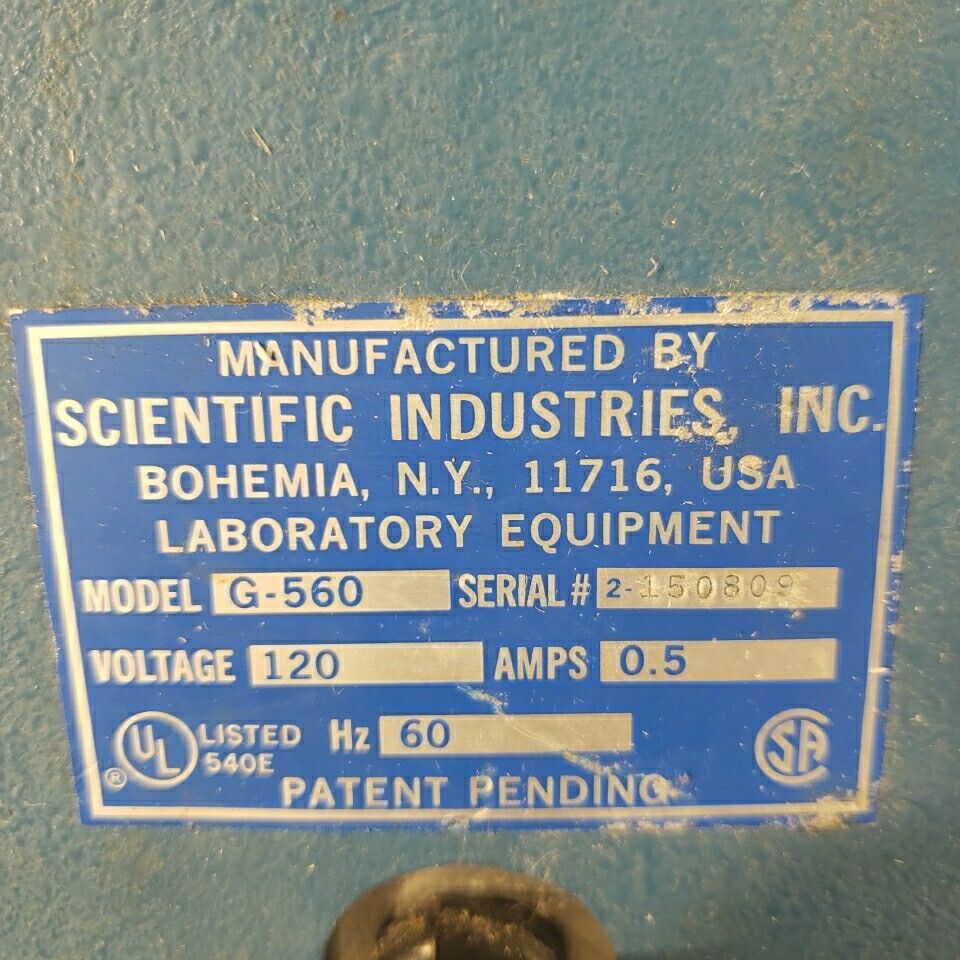 MANUFACTURED BY
SCIENTIFIC INDUSTRIES, INC.
BOHEMIA, N.Y., 11716, USA
LABORATORY EQUIPMENT
MODEL G-560 SERIAL # 2-150809
VOLTAGE 120 AMPS 0.5
UL LISTED 540E Hz 60 SA
®
PATENT PENDING